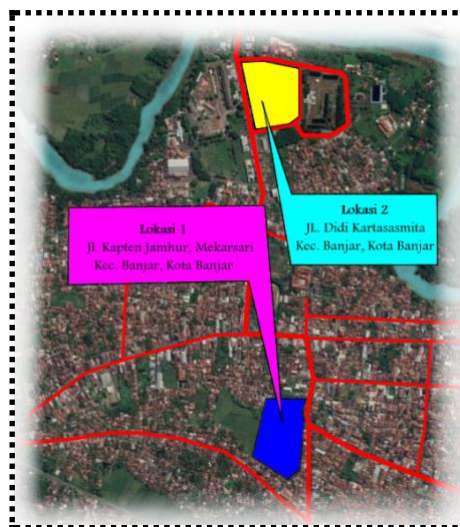 Lokasi 1
Jl. Kapten Jamhur, Mekarsari
Kec. Banjar, Kota Banjar
Lokasi 2
JL. Didi Kartasasmita
Kec. Banjar, Kota Banjar